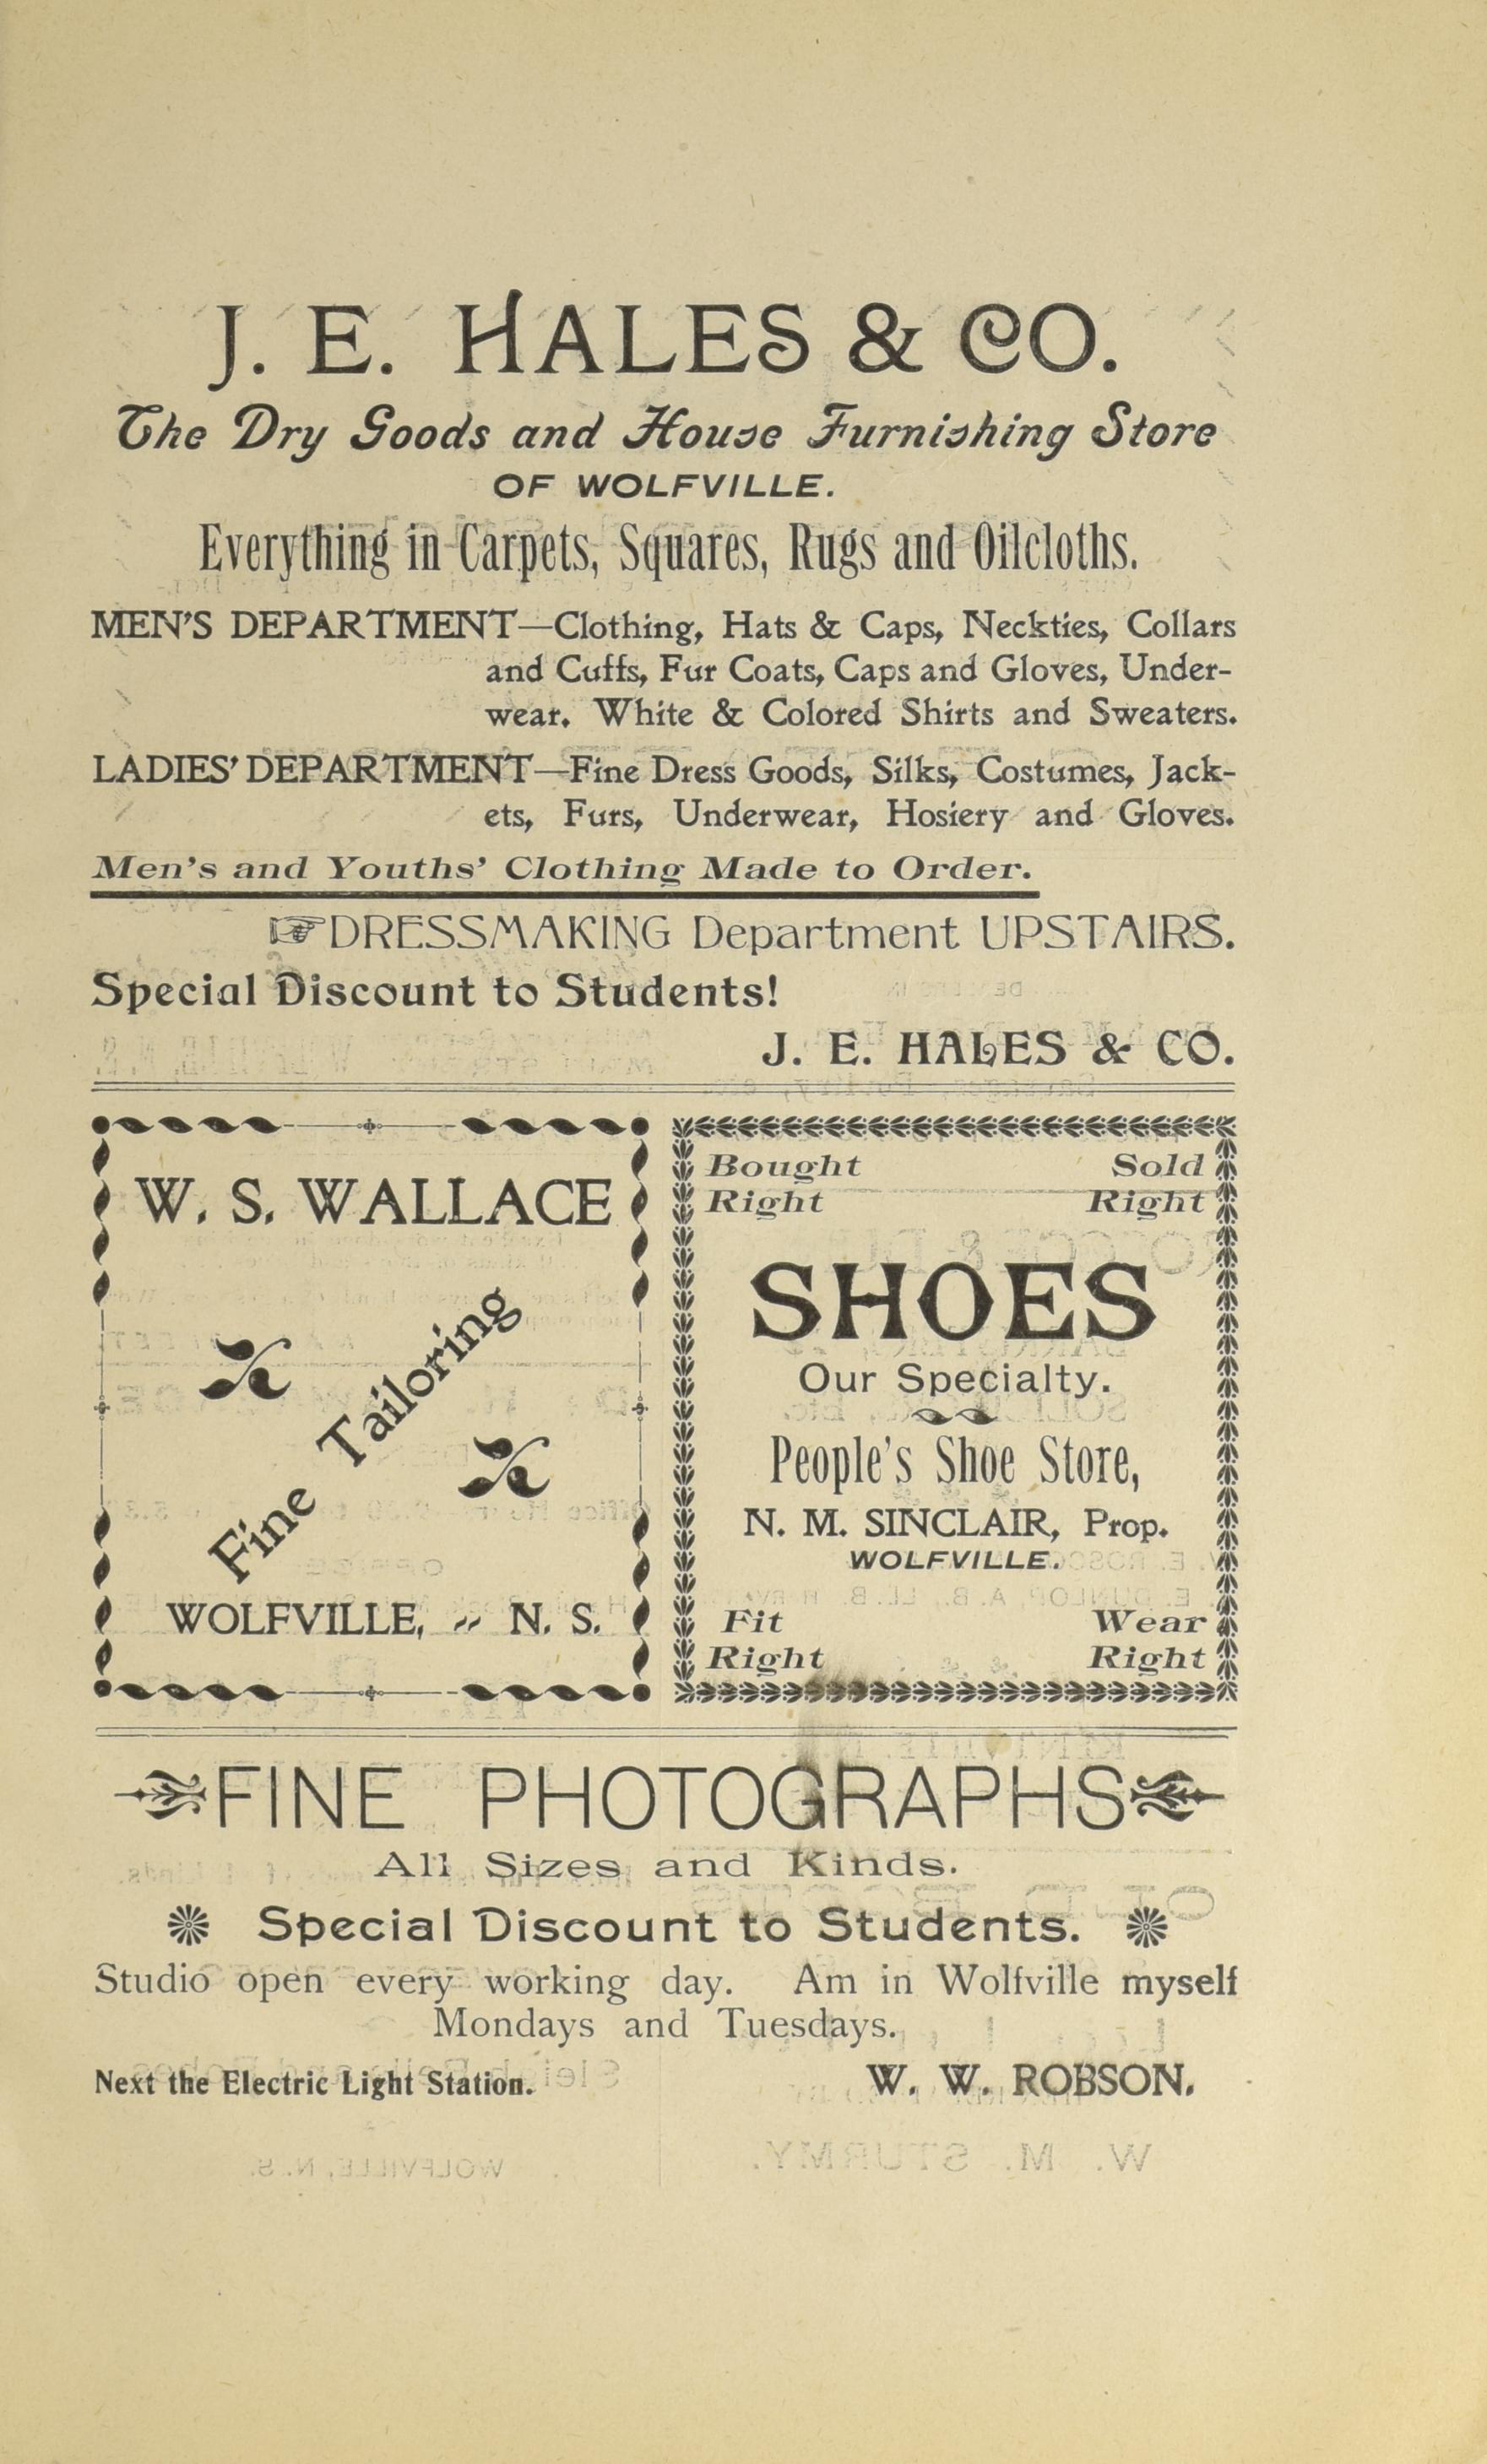 J. E. HALES & CO.
The Dry Goods and House Furnishing Store
OF WOLFVILLE.
Everything in Carpets, Squares, Rugs and Oilcloths.
MEN'S DEPARTMENT—Clothing, Hats & Caps, Neckties, Collars
and Cuffs, Fur Coats, Caps and Gloves, Under-
wear. White & Colored Shirts and Sweaters.
LADIES' DEPARTMENT—Fine Dress Goods, Silks, Costumes, Jack-
ets, Furs, Underwear, Hosiery and Gloves.
Men's and Youths' Clothing Made to Order.
☞DRESSMAKING Department UPSTAIRS.
Special Discount to Students!
J. E. HALES & CO.
W. S. WALLACE
Fine Tailoring
WOLFVILLE, N. S.
Bought Sold
Right Right
SHOES
Our Specialty.
People's Shoe Store,
N. M. SINCLAIR, Prop.
WOLFVILLE.
Fit Wear
Right Right
FINE PHOTOGRAPHS
All Sizes and Kinds.
Special Discount to Students.
Studio open every working day. Am in Wolfville myself
Mondays and Tuesdays.
Next the Electric Light Station. W. W. ROBSON.
W. M. STURMY.
WOLFVILLE, N. S.